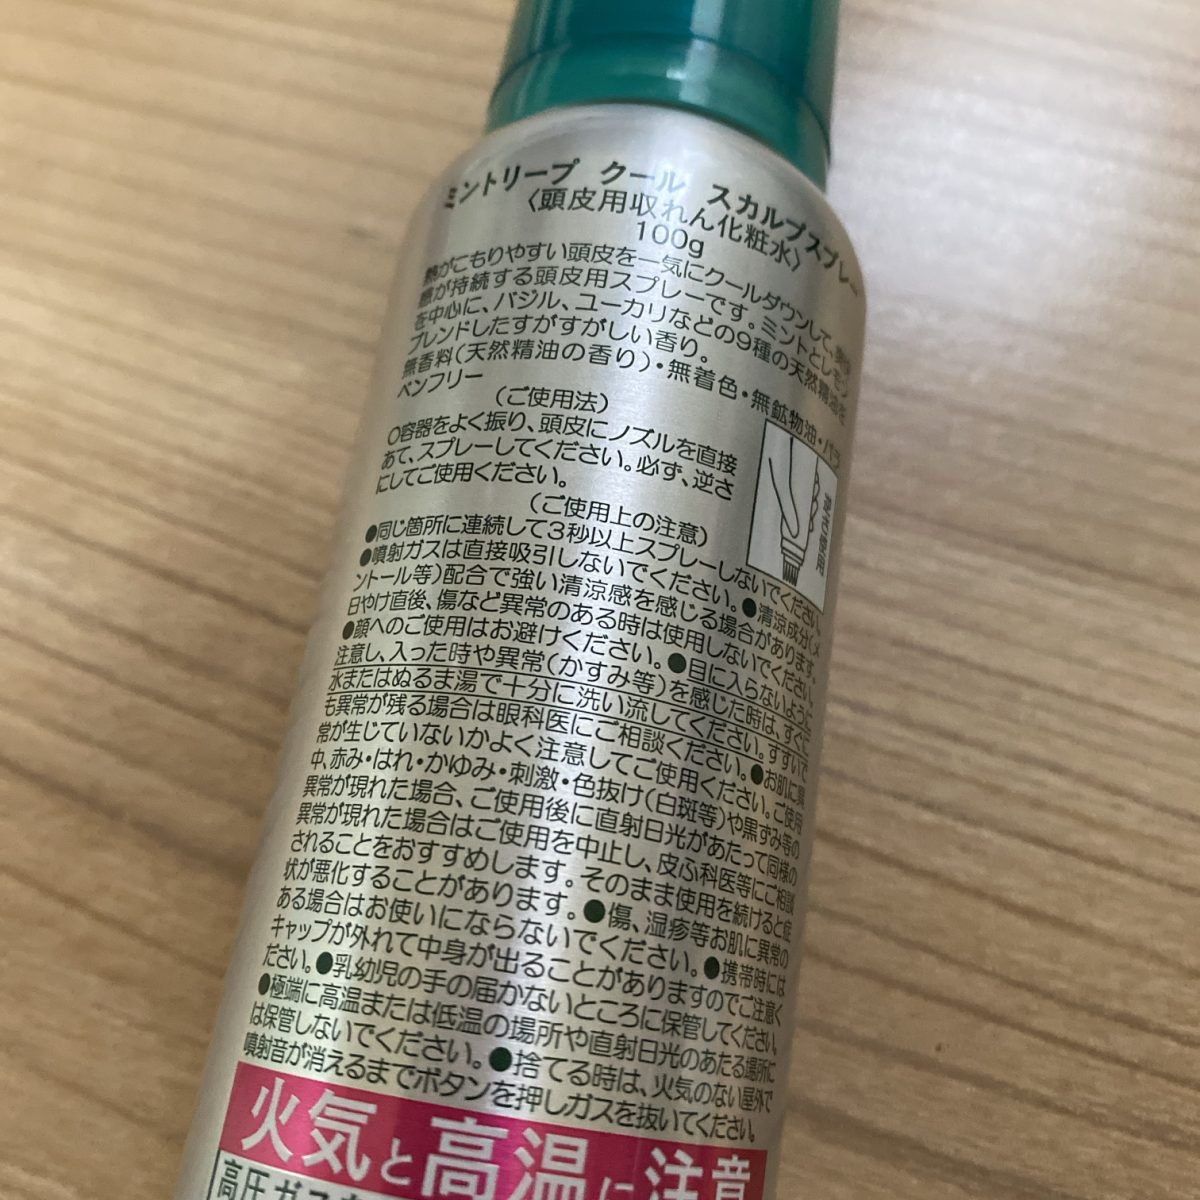 ミントリープ クール スカルプスプレー
〈頭皮用収れん化粧水〉
100g
熱がこもりやすい頭皮を一気にクールダウンして、爽快
感が持続する頭皮用スプレーです。ミントとレモン
を中心に、バジル、ユーカリなどの9種の天然精油を
ブレンドしたすがすがしい香り。
無香料(天然精油の香り)・無着色・無鉱物油・パラ
ベンフリー
(ご使用法)
○容器をよく振り、頭皮にノズルを直接
あて、スプレーしてください。必ず、逆さ
にしてご使用ください。
(ご使用上の注意)
●同じ箇所に連続して3秒以上スプレーしないでください。
●噴射ガスは直接吸引しないでください。●清涼成分(メ
ントール等)配合で強い清涼感を感じる場合があります。
日やけ直後、傷など異常のある時は使用しないでください。
●顔へのご使用はお避けください。●目に入らないように
注意し、入った時や異常(かすみ等)を感じた時は、すぐに
水またはぬるま湯で十分に洗い流してください。すすいで
も異常が残る場合は眼科医にご相談ください。●お肌に異
常が生じていないかよく注意してご使用ください。ご使用
中、赤み・はれ・かゆみ・刺激・色抜け(白斑等)や黒ずみ等の
異常が現れた場合、ご使用後に直射日光があたって同様の
異常が現れた場合はご使用を中止し、皮ふ科医等にご相談
されることをおすすめします。そのまま使用を続けると症
状が悪化することがあります。●傷、湿疹等お肌に異常の
ある場合はお使いにならないでください。●携帯時には
キャップが外れて中身が出ることがありますのでご注意く
ださい。●乳幼児の手の届かないところに保管してください。
●極端に高温または低温の場所や直射日光のあたる場所に
は保管しないでください。●捨てる時は、火気のない屋外で
噴射音が消えるまでボタンを押しガスを抜いてください。
火気と高温に注意
高圧ガスを